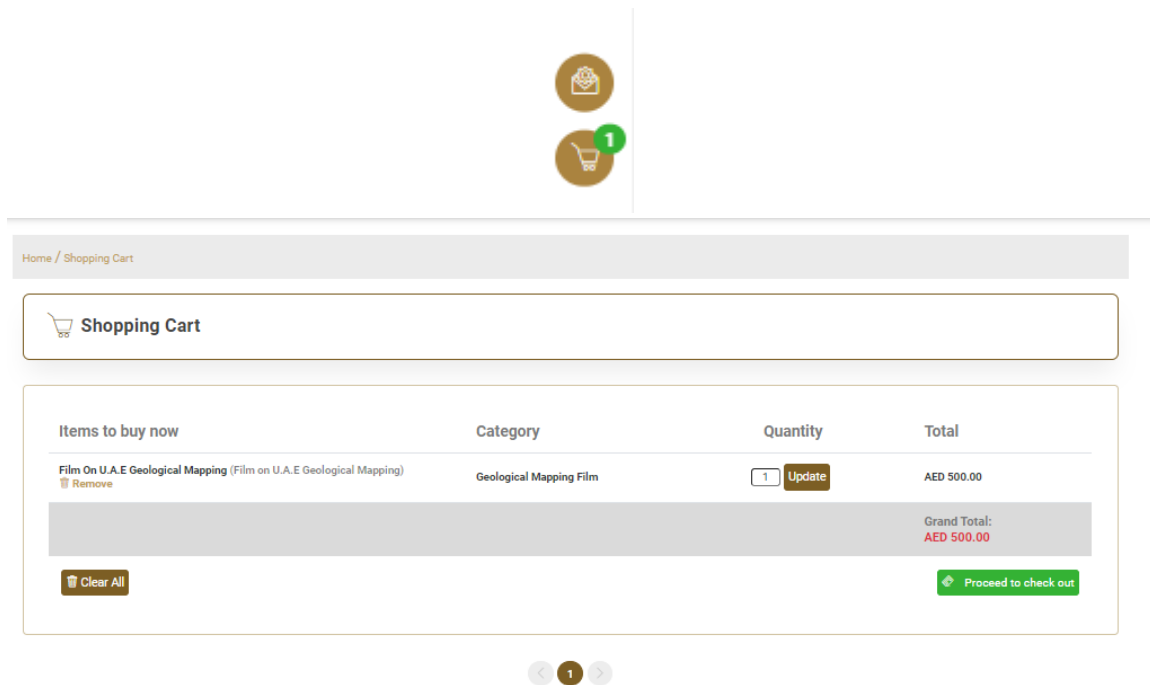 1
Home / Shopping Cart
Shopping Cart
Items to buy now Category Quantity Total
Film On U.A.E Geological Mapping (Film on U.A.E Geological Mapping) Geological Mapping Film 1 Update AED 500.00
Remove
Grand Total:
AED 500.00
Clear All Proceed to check out
< 1 >